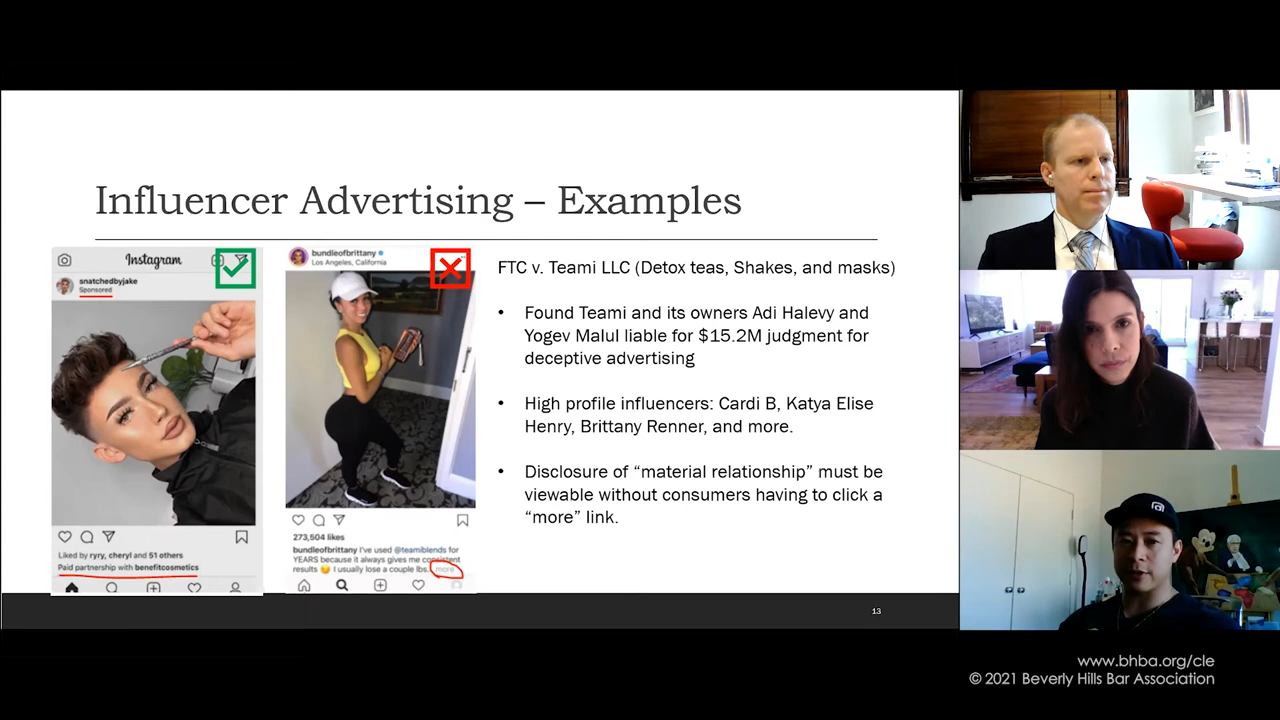 Influencer Advertising – Examples
Instagram
snatchedbyjake
Sponsored
Liked by ryry, cheryl and 51 others
Paid partnership with benefitcosmetics
bundleofbrittany
Los Angeles, California
273,504 likes
bundleofbrittany I've used @teamiblends for
YEARS because it always gives me consistent
results 😏 I usually lose a couple lbs... more
FTC v. Teami LLC (Detox teas, Shakes, and masks)
• Found Teami and its owners Adi Halevy and
Yogev Malul liable for $15.2M judgment for
deceptive advertising
• High profile influencers: Cardi B, Katya Elise
Henry, Brittany Renner, and more.
• Disclosure of “material relationship” must be
viewable without consumers having to click a
“more” link.
13
www.bhba.org/cle
© 2021 Beverly Hills Bar Association